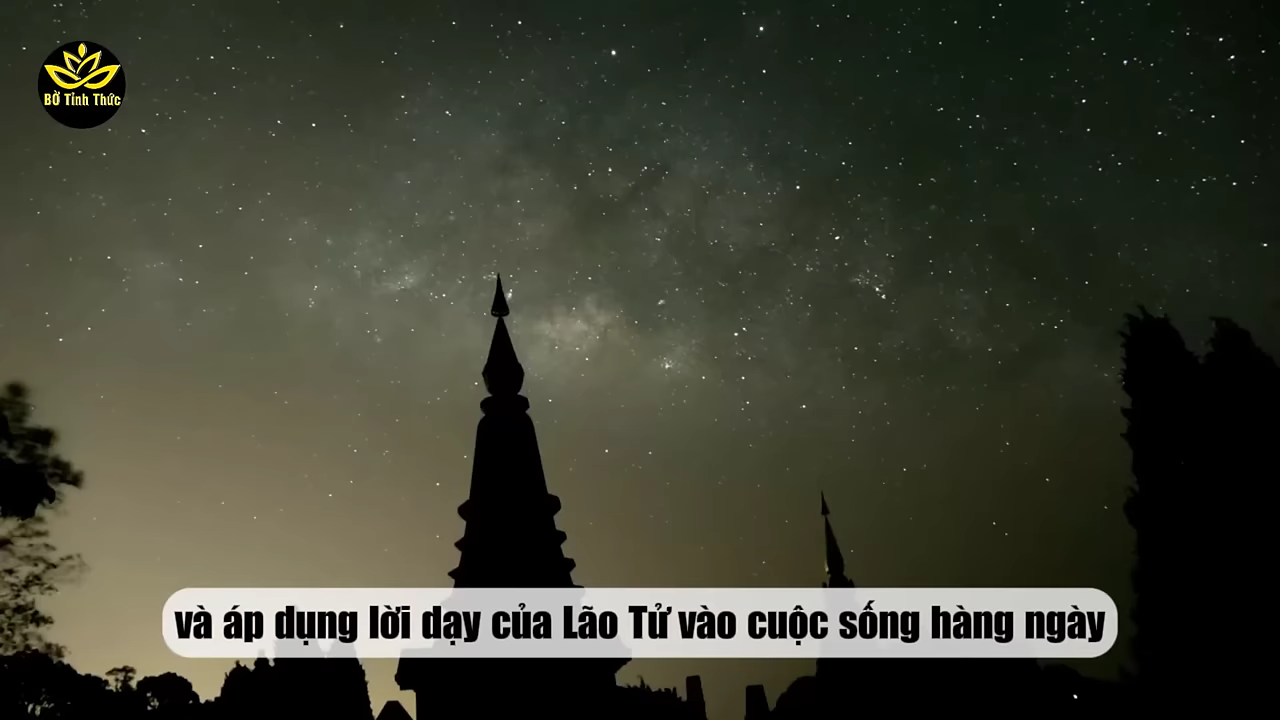 BỜ Tỉnh Thức
và áp dụng lời dạy của Lão Tử vào cuộc sống hàng ngày